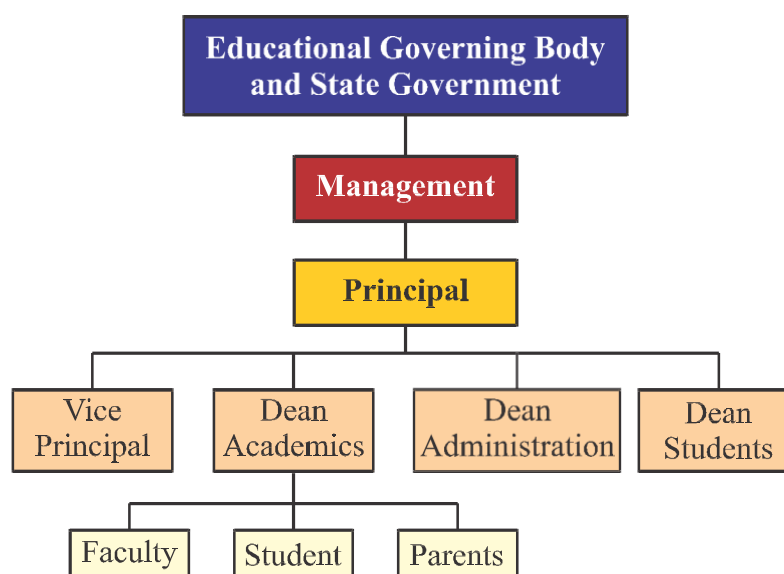 Educational Governing Body
and State Government
Management
Principal
Vice
Principal
Dean
Academics
Dean
Administration
Dean
Students
Faculty
Student
Parents